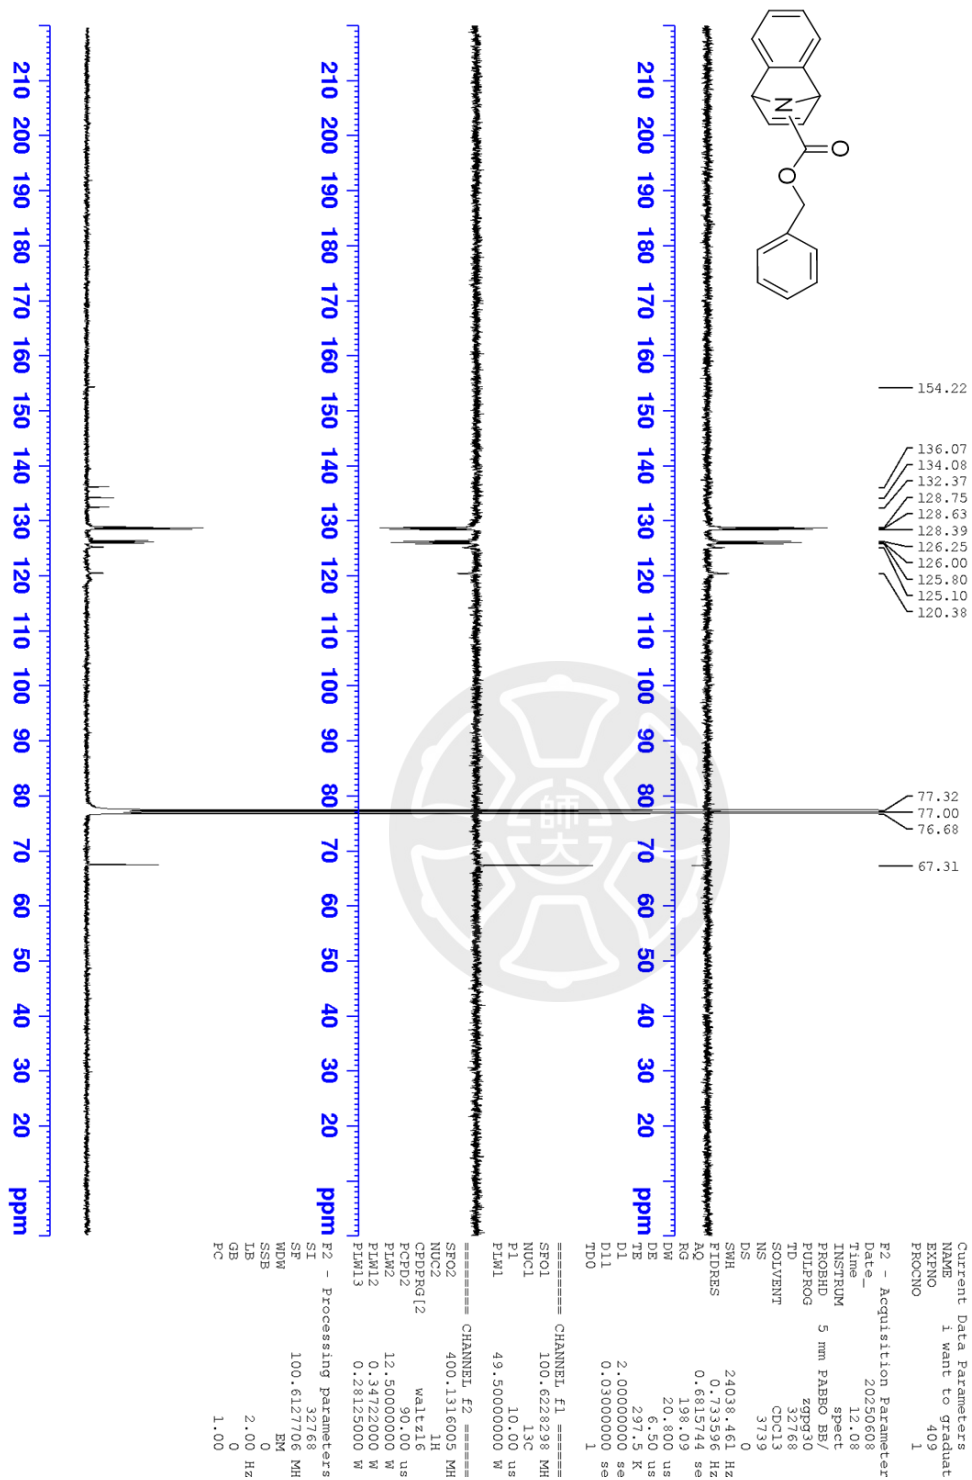 N
O
O
154.22
136.07
134.08
132.37
128.75
128.63
128.39
126.25
126.00
125.80
125.10
120.38
77.32
77.00
76.68
67.31
210 200 190 180 170 160 150 140 130 120 110 100 90 80 70 60 50 40 30 20 ppm
210 200 190 180 170 160 150 140 130 120 110 100 90 80 70 60 50 40 30 20 ppm
210 200 190 180 170 160 150 140 130 120 110 100 90 80 70 60 50 40 30 20 ppm
師大
Current Data Parameters
NAME i want to graduat
EXPNO 409
PROCNO 1
F2 - Acquisition Paramete
Date_ 20250608
Time 12.08
INSTRUM spect
PROBHD 5 mm PABBO BB/
PULPROG zgpg30
TD 32768
SOLVENT CDCl3
NS 3739
DS 0
SWH 24038.461 Hz
FIDRES 0.733596 Hz
AQ 0.6815744 se
RG 198.09
DW 20.800 us
DE 6.50 us
TE 297.5 K
D1 2.00000000 se
D11 0.03000000 se
TD0 1
======== CHANNEL f1 ======
SFO1 100.6228298 MH
NUC1 13C
P1 10.00 us
PLW1 49.50000000 W
======== CHANNEL f2 ======
SFO2 400.1316005 MH
NUC2 1H
CPDPRG[2 waltz16
PCPD2 90.00 us
PLW2 12.50000000 W
PLW12 0.34722000 W
PLW13 0.28125000 W
F2 - Processing parameters
SI 32768
SF 100.6127706 MH
WDW EM
SSB 0
LB 2.00 Hz
GB 0
PC 1.00